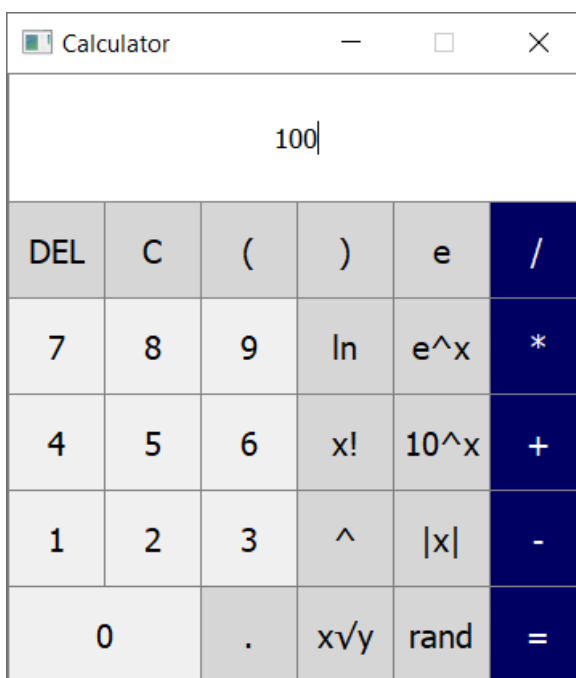 Calculator
100
DEL C ( ) e /
7 8 9 ln e^x *
4 5 6 x! 10^x +
1 2 3 ^ |x| -
0 . x√y rand =